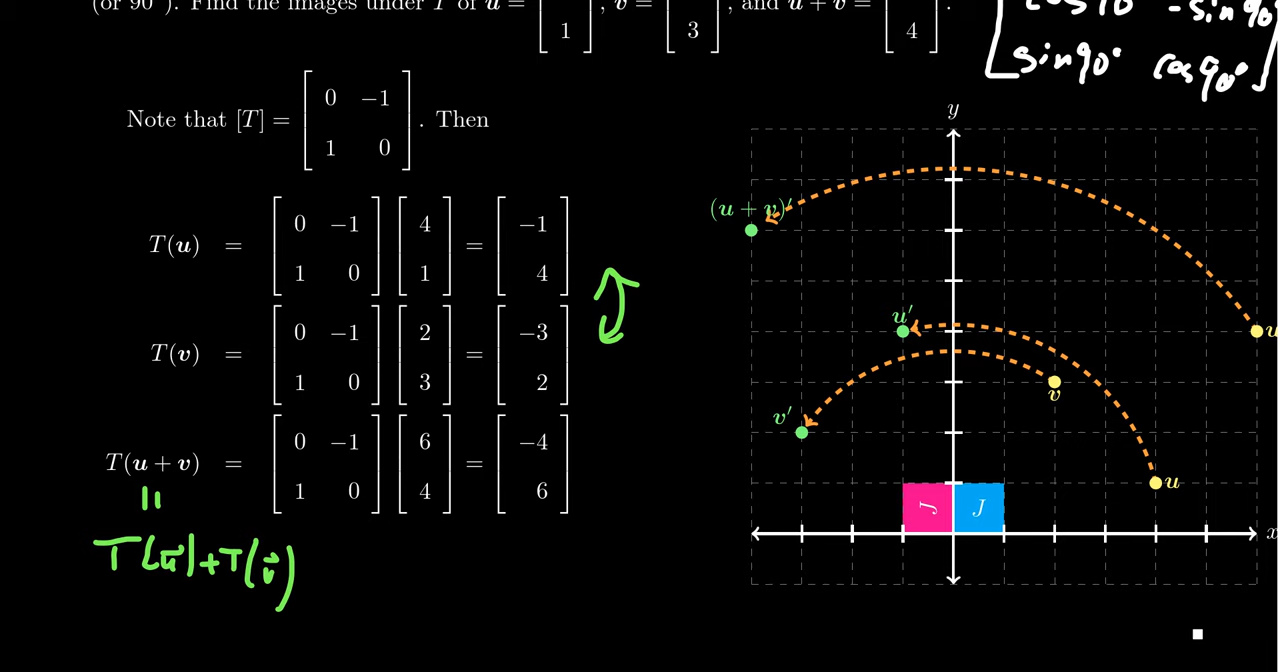 (or 90°). Find the images under T of u = [ 1 ], v = [ 3 ], and u + v = [ 4 ].
cos 90° -sin 90°
sin 90° cos 90°
Note that [T] = [ 0 −1 ; 1 0 ]. Then
T(u) = [ 0 −1 ; 1 0 ] [ 4 ; 1 ] = [ −1 ; 4 ]
T(v) = [ 0 −1 ; 1 0 ] [ 2 ; 3 ] = [ −3 ; 2 ]
T(u + v) = [ 0 −1 ; 1 0 ] [ 6 ; 4 ] = [ −4 ; 6 ]
T(u⃗) + T(v⃗)
y
(u + v)′
u′
u
v
v′
u
J J
x